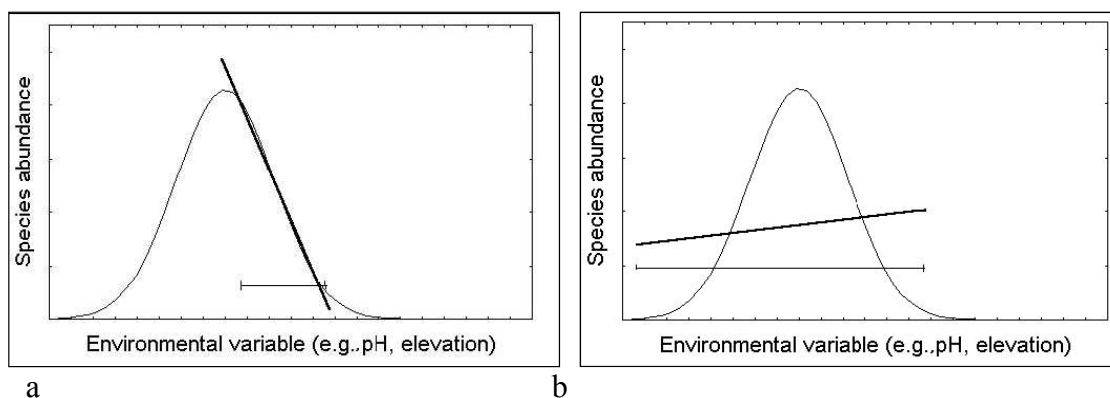 Species abundance
Environmental variable (e.g.,pH, elevation)
a
Species abundance
Environmental variable (e.g.,pH, elevation)
b